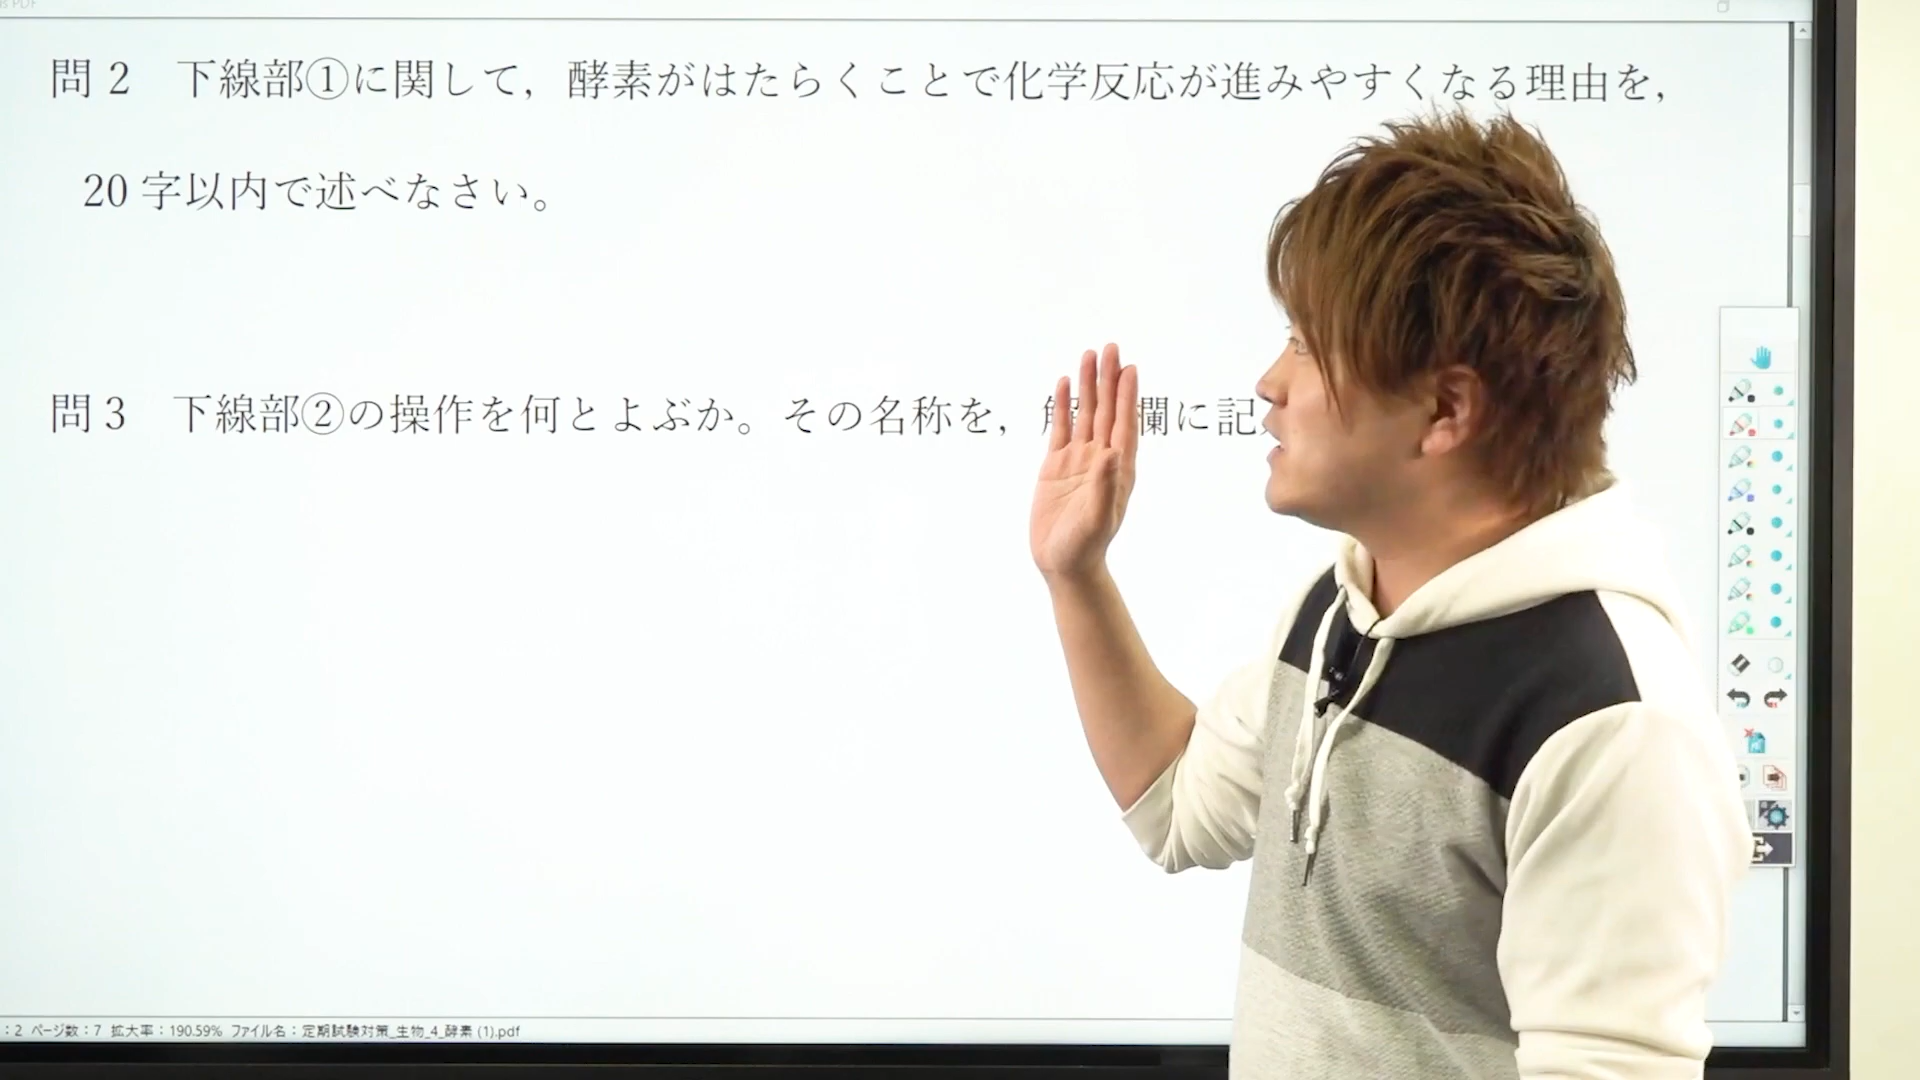 問2 下線部①に関して，酵素がはたらくことで化学反応が進みやすくなる理由を，
20字以内で述べなさい。
問3 下線部②の操作を何とよぶか。その名称を，解 欄に記
: 2 ページ数：7 拡大率：190.59% ファイル名：定期試験対策_生物_4_酵素 (1).pdf